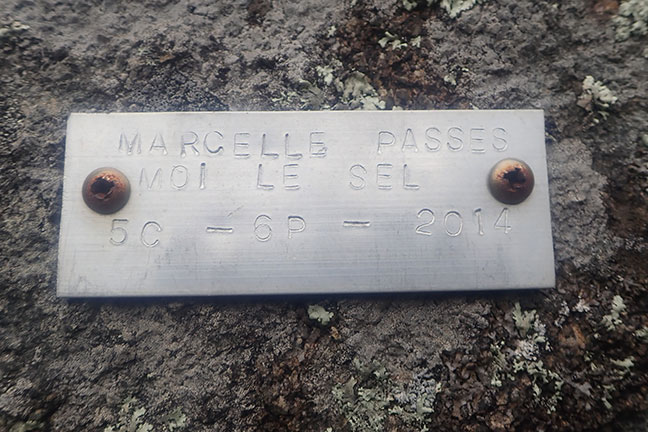 MARCELLE PASSES
MOI LE SEL
5C - 6P - 2014